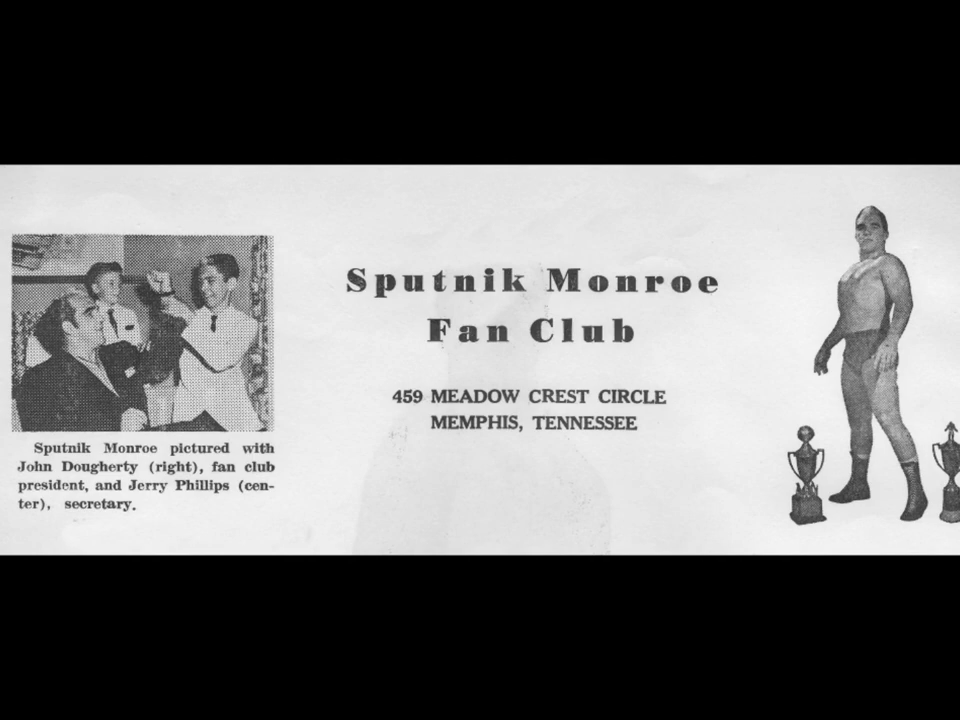 Sputnik Monroe
Fan Club
459 MEADOW CREST CIRCLE
MEMPHIS, TENNESSEE
Sputnik Monroe pictured with
John Dougherty (right), fan club
president, and Jerry Phillips (cen-
ter), secretary.